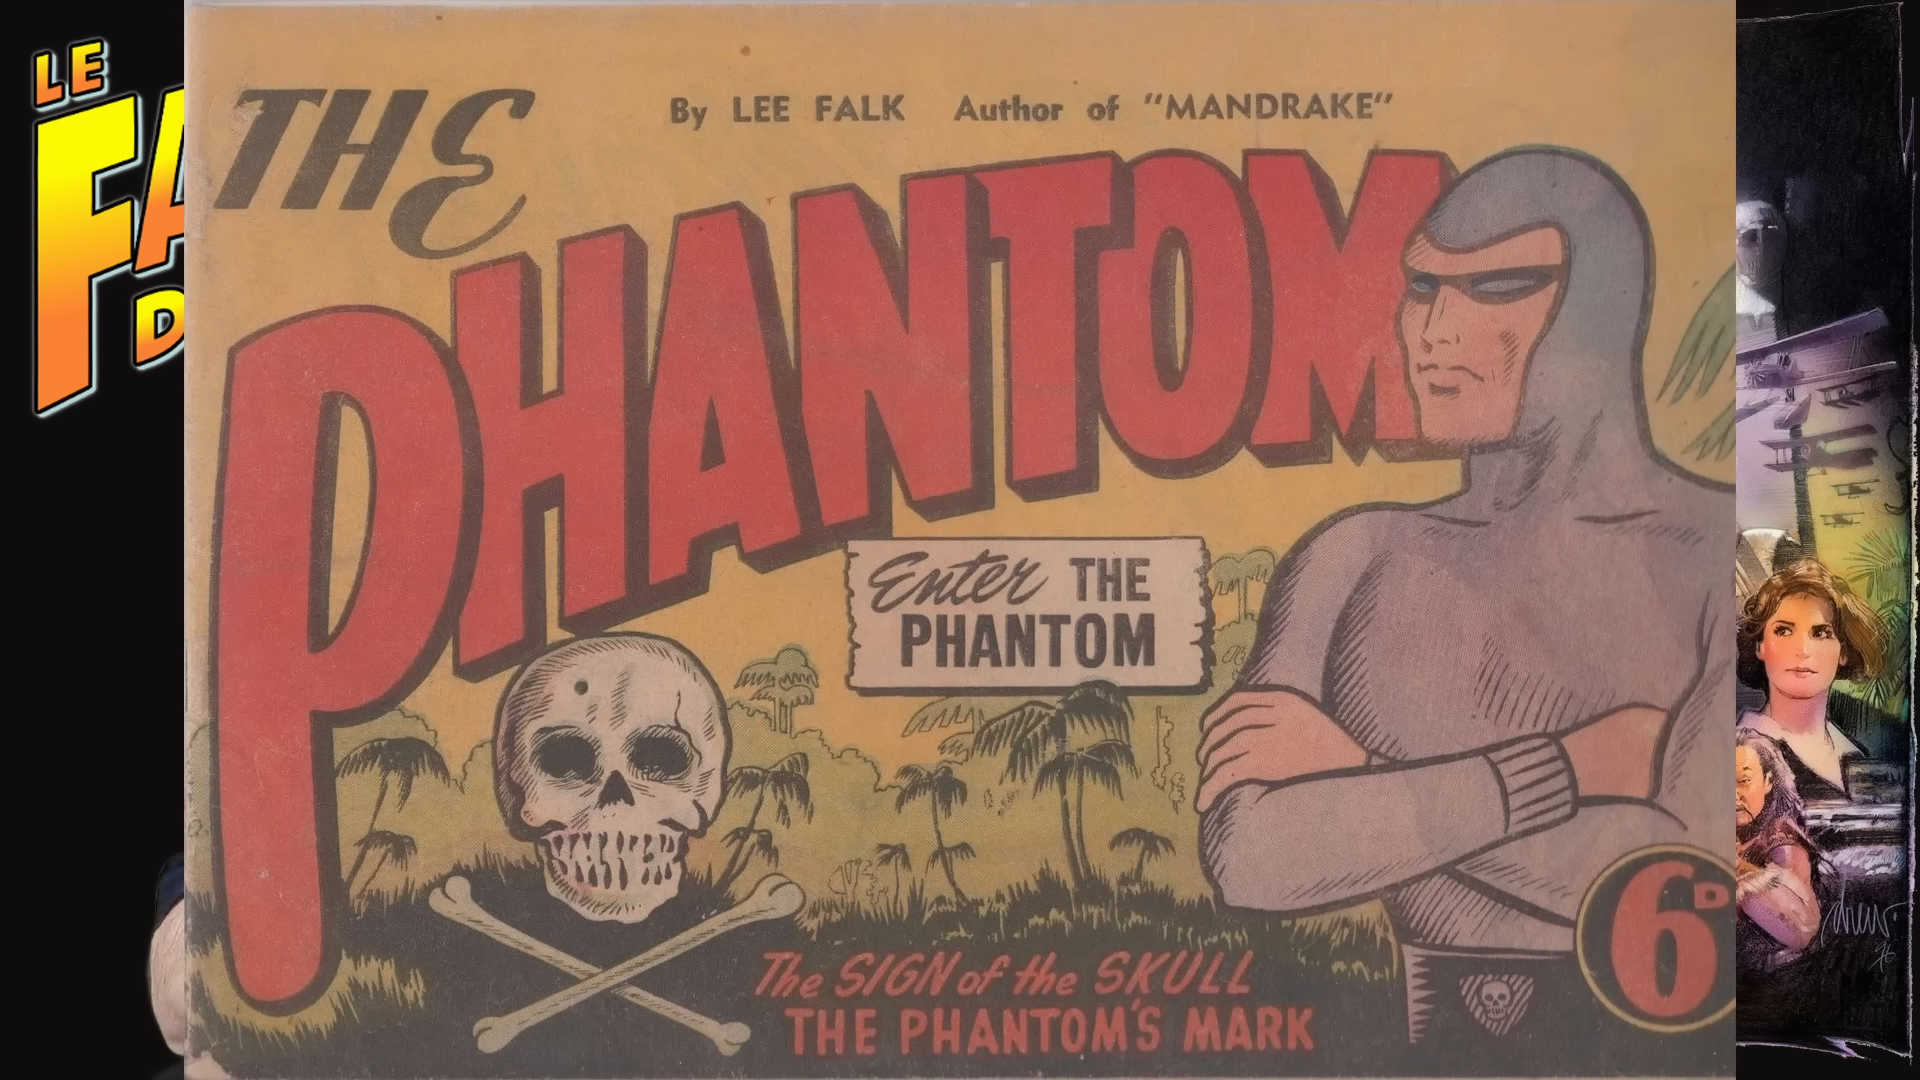 LE
THE
By LEE FALK Author of "MANDRAKE"
PHANTOM
Enter THE
PHANTOM
The SIGN of the SKULL
THE PHANTOM'S MARK
6D
drew